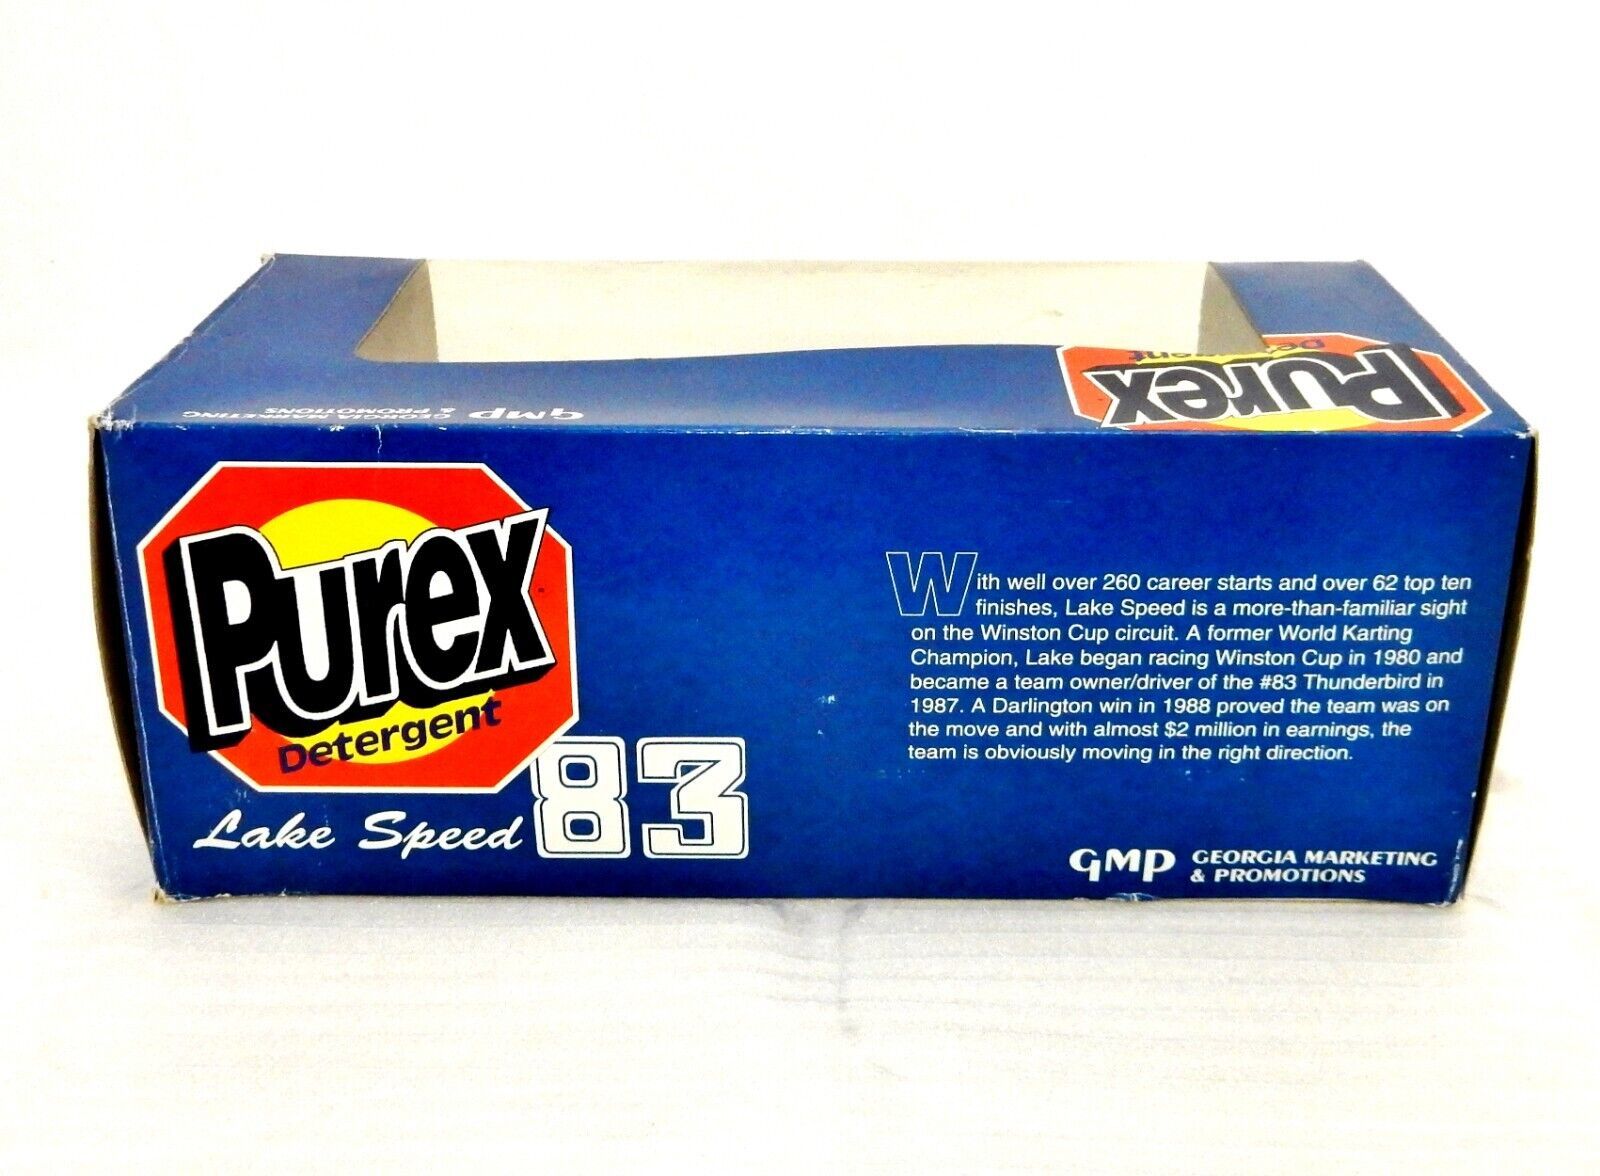 GMP GEORGIA MARKETING
& PROMOTIONS
Purex
Detergent
Purex
Detergent
Lake Speed 83
With well over 260 career starts and over 62 top ten
finishes, Lake Speed is a more-than-familiar sight
on the Winston Cup circuit. A former World Karting
Champion, Lake began racing Winston Cup in 1980 and
became a team owner/driver of the #83 Thunderbird in
1987. A Darlington win in 1988 proved the team was on
the move and with almost $2 million in earnings, the
team is obviously moving in the right direction.
GMP GEORGIA MARKETING
& PROMOTIONS